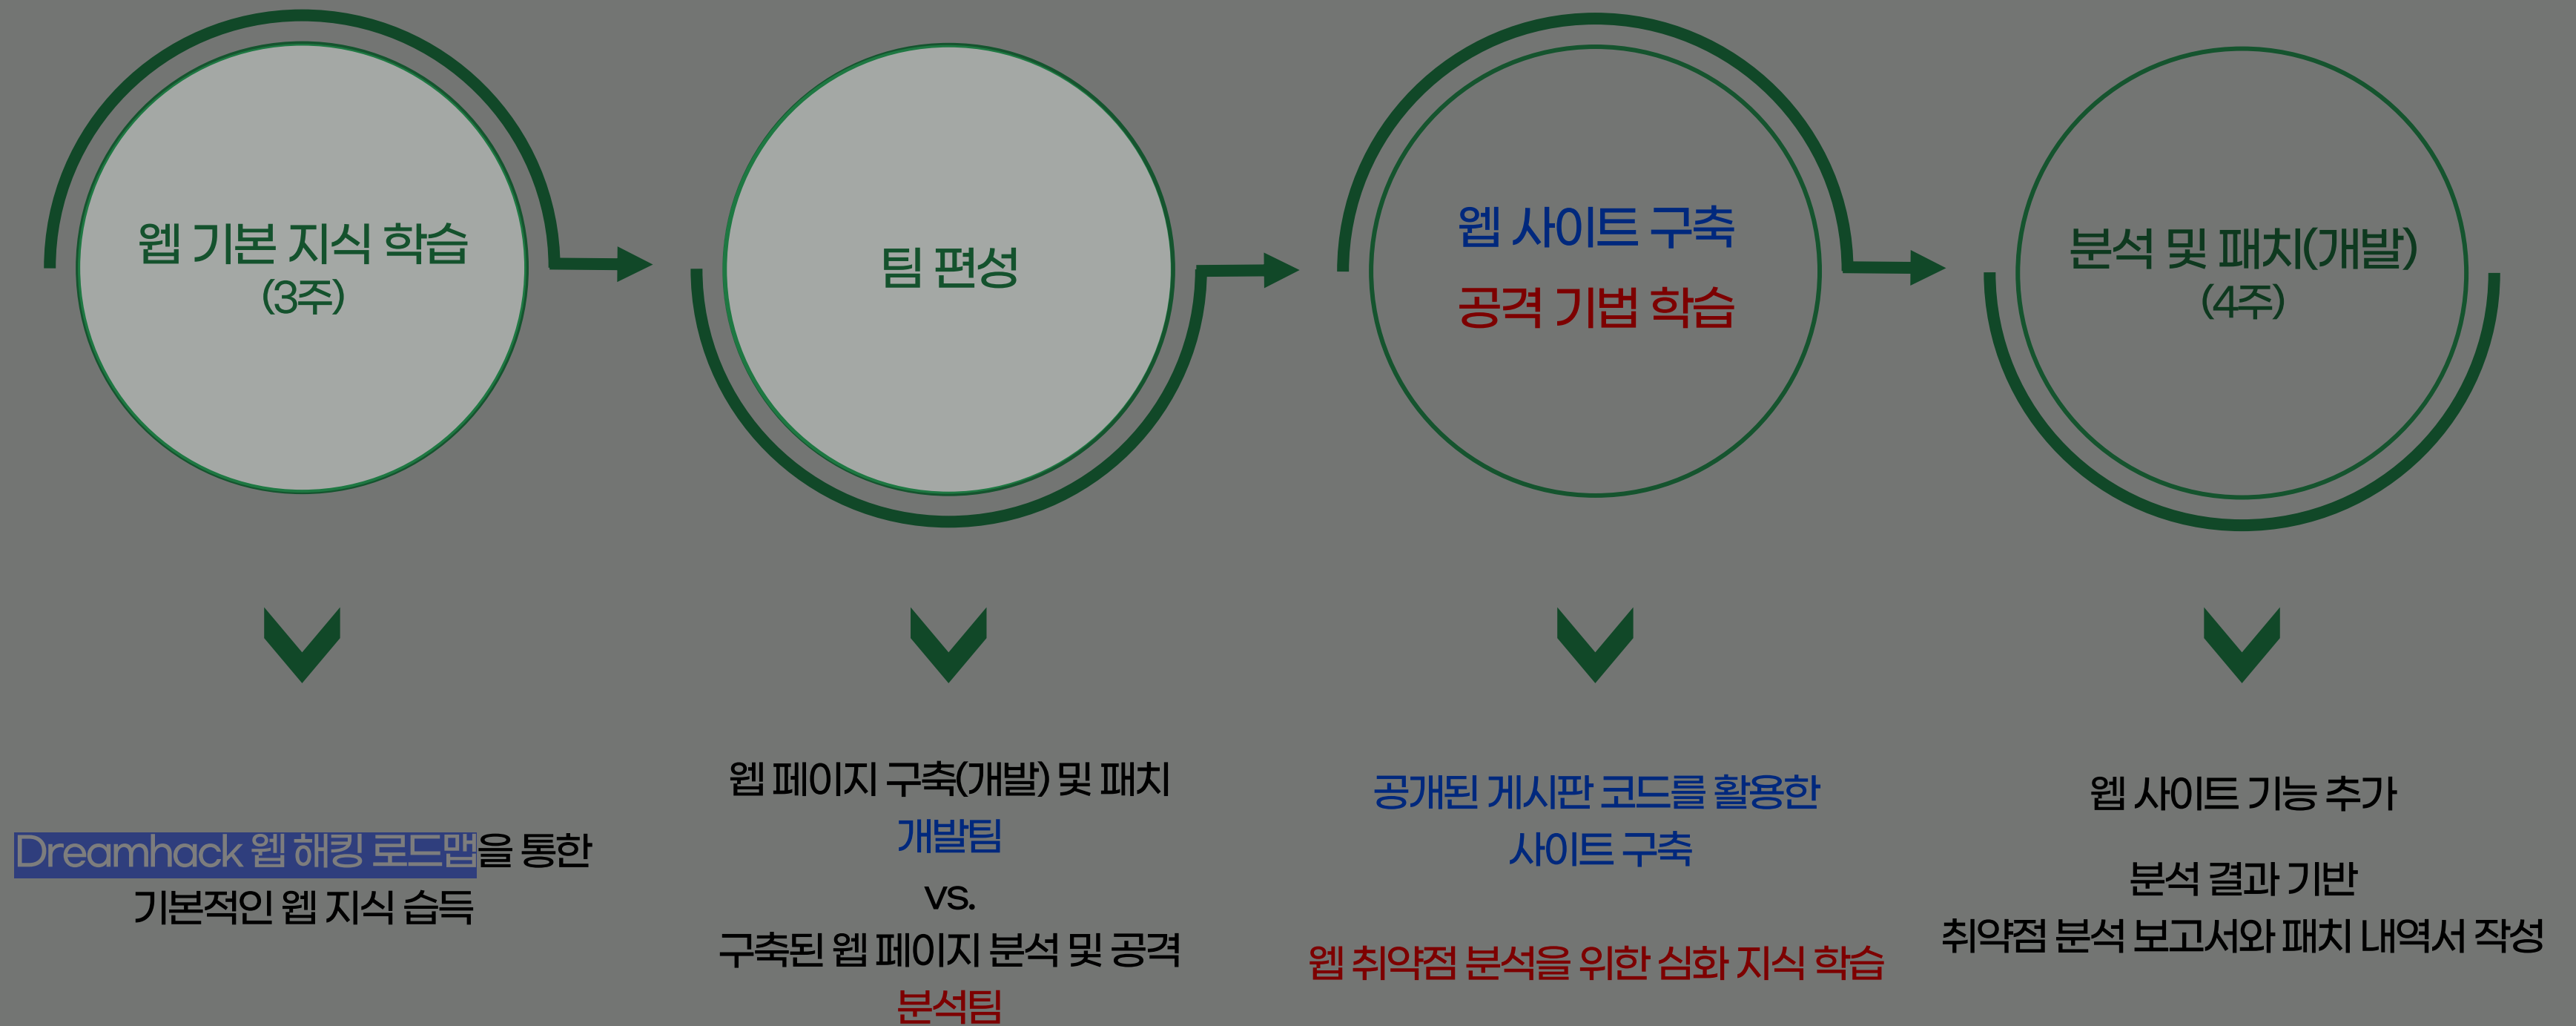 웹 기본 지식 학습
(3주)
팀 편성
웹 사이트 구축
공격 기법 학습
분석 및 패치(개발)
(4주)
Dreamhack 웹 해킹 로드맵을 통한
기본적인 웹 지식 습득
웹 페이지 구축(개발) 및 패치
개발팀
vs.
구축된 웹 페이지 분석 및 공격
분석팀
공개된 게시판 코드를 활용한
사이트 구축
웹 취약점 분석을 위한 심화 지식 학습
웹 사이트 기능 추가
분석 결과 기반
취약점 분석 보고서와 패치 내역서 작성